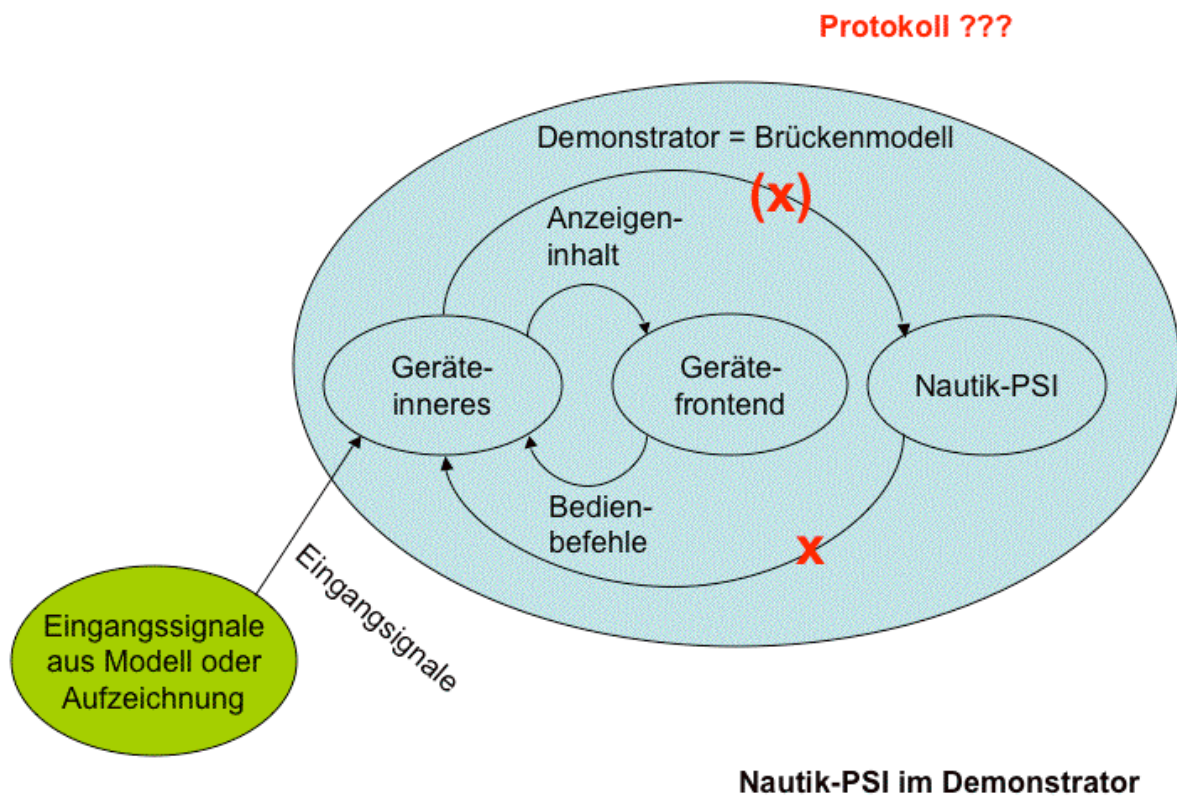 Protokoll ???
Demonstrator = Brückenmodell
(x)
Anzeigen-
inhalt
Geräte-
inneres
Geräte-
frontend
Nautik-PSI
Bedien-
befehle
x
Eingangsignale
Eingangssignale
aus Modell oder
Aufzeichnung
Nautik-PSI im Demonstrator